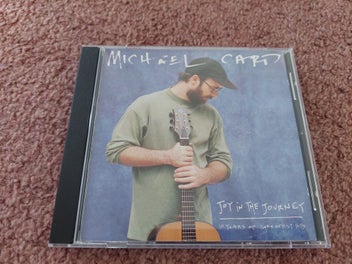 MICHAEL CARD
JOY IN THE JOURNEY
10 YEARS OF GREATEST HITS